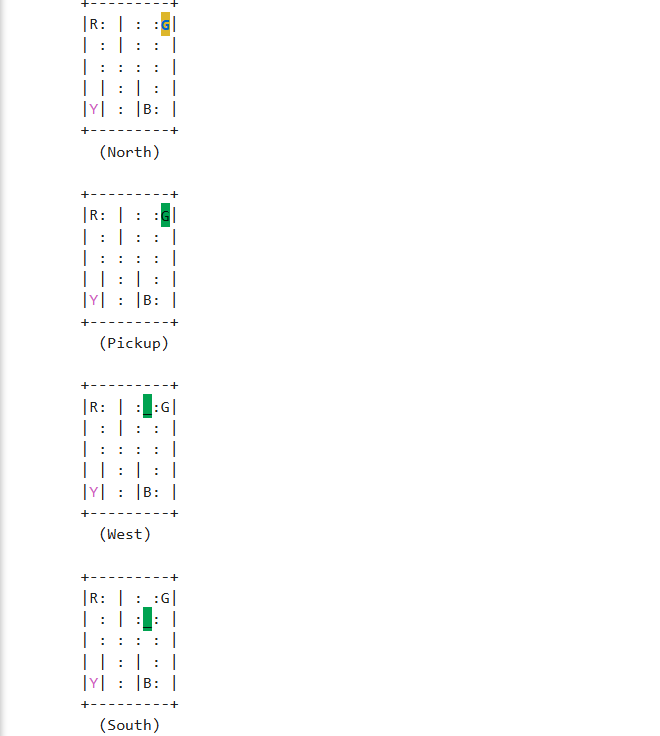 +---------+
|R: | : :G|
| : | : : |
| : : : : |
| | : | : |
|Y| : |B: |
+---------+
  (North)

+---------+
|R: | : :G|
| : | : : |
| : : : : |
| | : | : |
|Y| : |B: |
+---------+
  (Pickup)

+---------+
|R: | :_:G|
| : | : : |
| : : : : |
| | : | : |
|Y| : |B: |
+---------+
  (West)

+---------+
|R: | : :G|
| : | :_: |
| : : : : |
| | : | : |
|Y| : |B: |
+---------+
  (South)